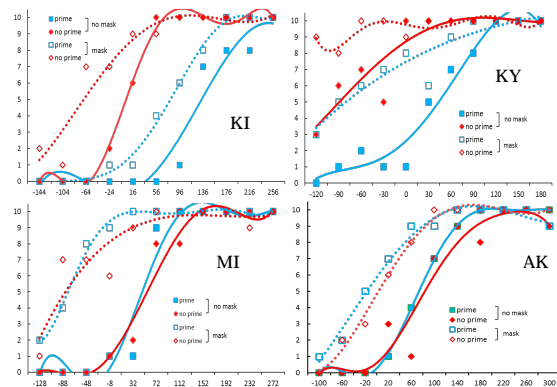 10
9
8
7
6
5
4
3
2
1
0
prime
no prime
no mask
prime
no prime
mask
KI
-144 -104 -64 -24 16 56 96 136 176 216 256
10
9
8
7
6
5
4
3
2
1
0
KY
prime
no prime
no mask
prime
no prime
mask
-120 -90 -60 -30 0 30 60 90 120 150 180
10
9
8
7
6
5
4
3
2
1
0
MI
prime
no prime
no mask
prime
no prime
mask
-128 -88 -48 -8 32 72 112 152 192 232 272
10
9
8
7
6
5
4
3
2
1
0
AK
prime
no prime
no mask
prime
no prime
mask
-100 -60 -20 20 60 100 140 180 220 260 300